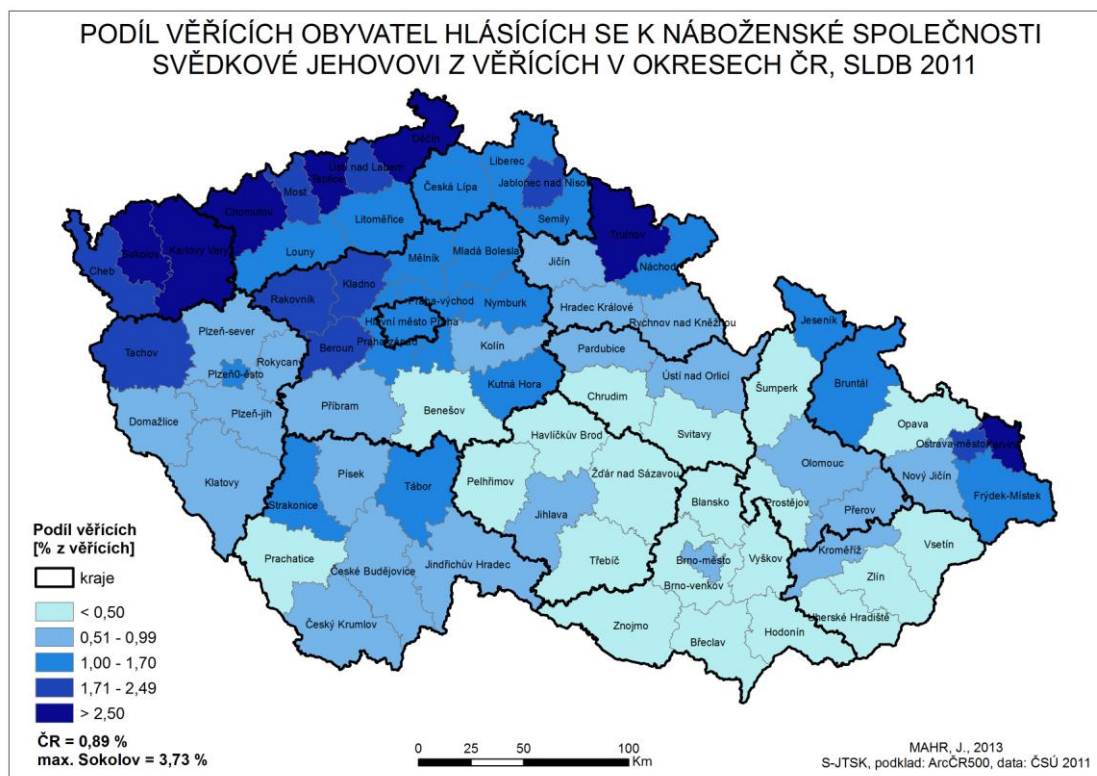 PODÍL VĚŘÍCÍCH OBYVATEL HLÁSÍCÍCH SE K NÁBOŽENSKÉ SPOLEČNOSTI
SVĚDKOVÉ JEHOVOVI Z VĚŘÍCÍCH V OKRESECH ČR, SLDB 2011
Děčín
Ústí nad Labem
Teplice
Most
Liberec
Jablonec nad Nisou
Česká Lípa
Chomutov
Litoměřice
Semily
Trutnov
Sokolov
Karlovy Vary
Louny
Mělník
Mladá Boleslav
Jičín
Náchod
Cheb
Kladno
Rakovník
Praha-východ
Nymburk
Hradec Králové
Rychnov nad Kněžnou
Jeseník
Plzeň-sever
Hlavní město Praha
Tachov
Beroun
Praha-západ
Kolín
Pardubice
Rokycany
Ústí nad Orlicí
Šumperk
Bruntál
Plzeň0-ěsto
Kutná Hora
Chrudim
Příbram
Benešov
Plzeň-jih
Domažlice
Opava
Svitavy
Havlíčkův Brod
Ostrava-město
Karviná
Olomouc
Písek
Žďár nad Sázavou
Nový Jičín
Klatovy
Tábor
Pelhřimov
Frýdek-Místek
Strakonice
Blansko
Prostějov
Přerov
Jihlava
Kroměříž
Vsetín
Prachatice
České Budějovice
Jindřichův Hradec
Třebíč
Brno-město
Vyškov
Brno-venkov
Zlín
Uherské Hradiště
Český Krumlov
Znojmo
Hodonín
Břeclav
Podíl věřících
[% z věřících]
kraje
< 0,50
0,51 - 0,99
1,00 - 1,70
1,71 - 2,49
> 2,50
ČR = 0,89 %
max. Sokolov = 3,73 %
0 25 50 100
Km
MAHR, J., 2013
S-JTSK, podklad: ArcČR500, data: ČSÚ 2011